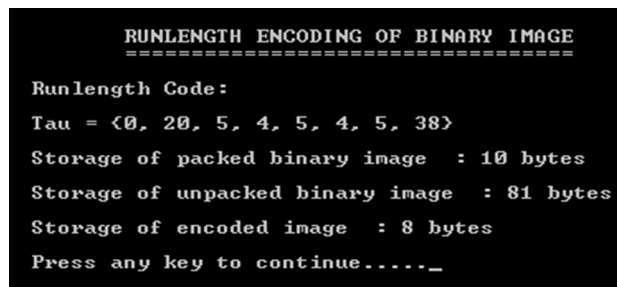 RUNLENGTH ENCODING OF BINARY IMAGE
===================================
Runlength Code:
Tau = {0, 20, 5, 4, 5, 4, 5, 38}
Storage of packed binary image  : 10 bytes
Storage of unpacked binary image  : 81 bytes
Storage of encoded image  : 8 bytes
Press any key to continue....._